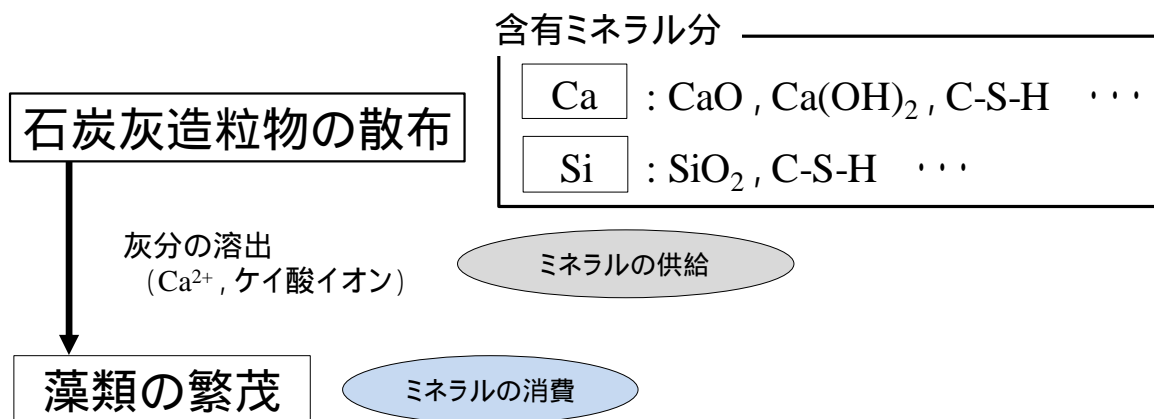 含有ミネラル分
Ca : CaO , Ca(OH)₂ , C-S-H ・・・
石炭灰造粒物の散布
Si : SiO₂ , C-S-H ・・・
灰分の溶出
(Ca²⁺ , ケイ酸イオン)
ミネラルの供給
藻類の繁茂
ミネラルの消費